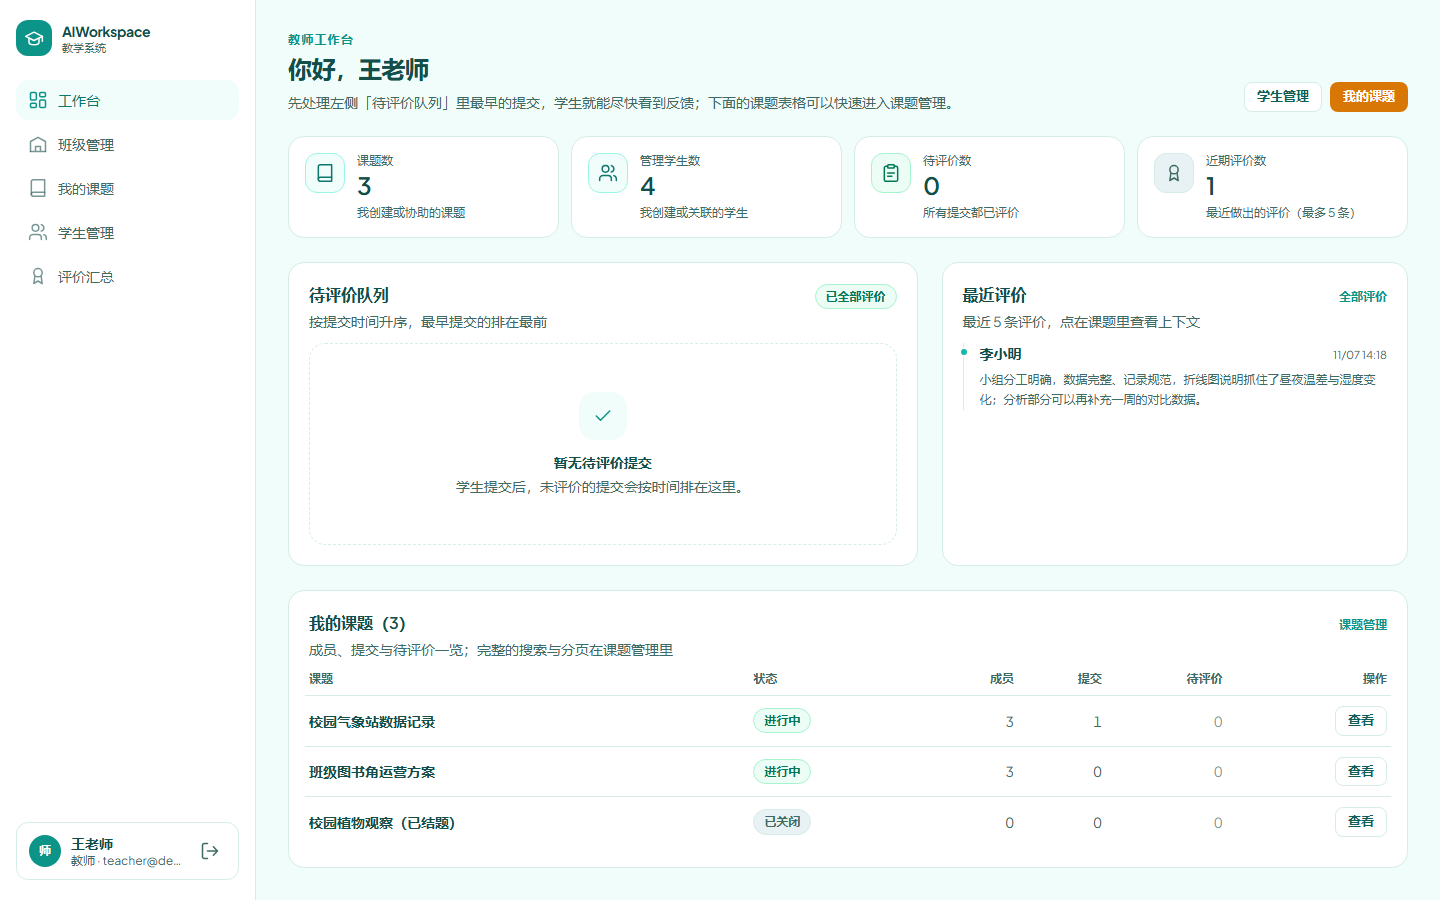 AIWorkspace
教学系统
工作台
班级管理
我的课题
学生管理
评价汇总
师
王老师
教师 · teacher@de...
教师工作台
你好，王老师
先处理左侧「待评价队列」里最早的提交，学生就能尽快看到反馈；下面的课题表格可以快速进入课题管理。
学生管理
我的课题
课题数
3
我创建或协助的课题
管理学生数
4
我创建或关联的学生
待评价数
0
所有提交都已评价
近期评价数
1
最近做出的评价（最多 5 条）
待评价队列
已全部评价
按提交时间升序，最早提交的排在最前
暂无待评价提交
学生提交后，未评价的提交会按时间排在这里。
最近评价
全部评价
最近 5 条评价，点在课题里查看上下文
李小明
11/07 14:18
小组分工明确，数据完整、记录规范，折线图说明抓住了昼夜温差与湿度变
化；分析部分可以再补充一周的对比数据。
我的课题（3）
课题管理
成员、提交与待评价一览；完整的搜索与分页在课题管理里
课题 状态 成员 提交 待评价 操作
校园气象站数据记录 进行中 3 1 0 查看
班级图书角运营方案 进行中 3 0 0 查看
校园植物观察（已结题） 已关闭 0 0 0 查看